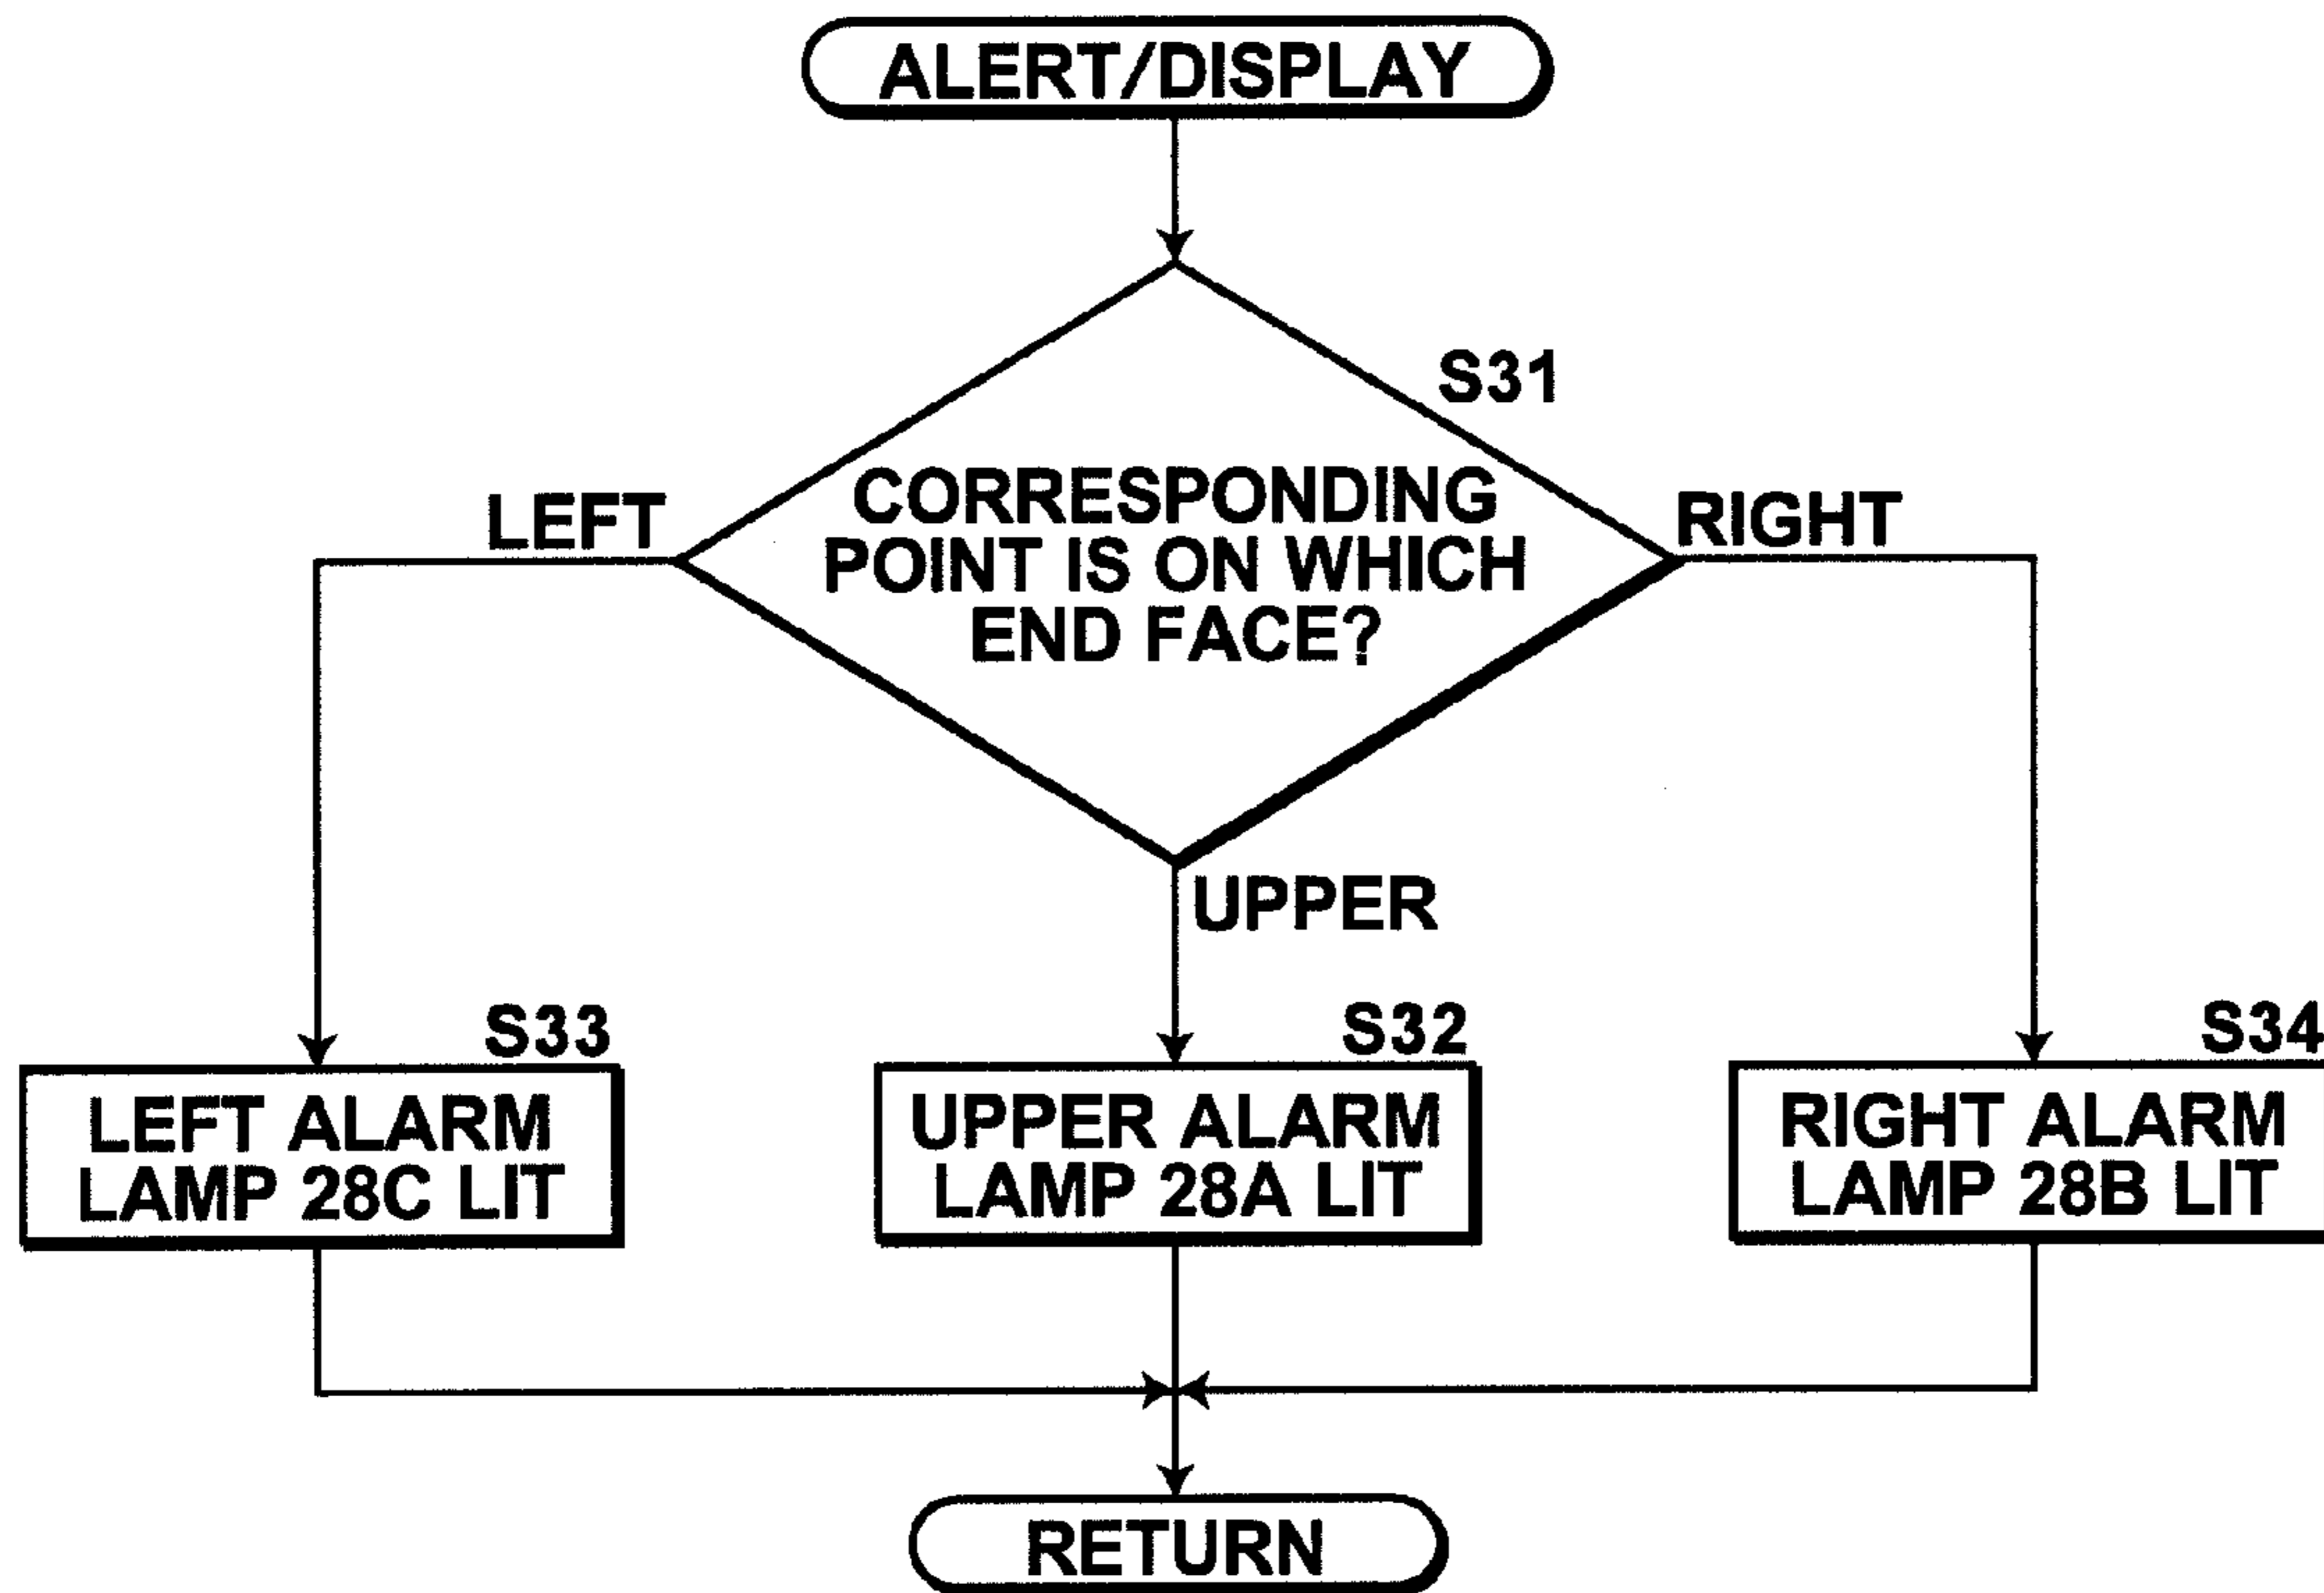 ALERT/DISPLAY
S31
CORRESPONDING
POINT IS ON WHICH
END FACE?
LEFT
RIGHT
UPPER
S33
LEFT ALARM
LAMP 28C LIT
S32
UPPER ALARM
LAMP 28A LIT
S34
RIGHT ALARM
LAMP 28B LIT
RETURN